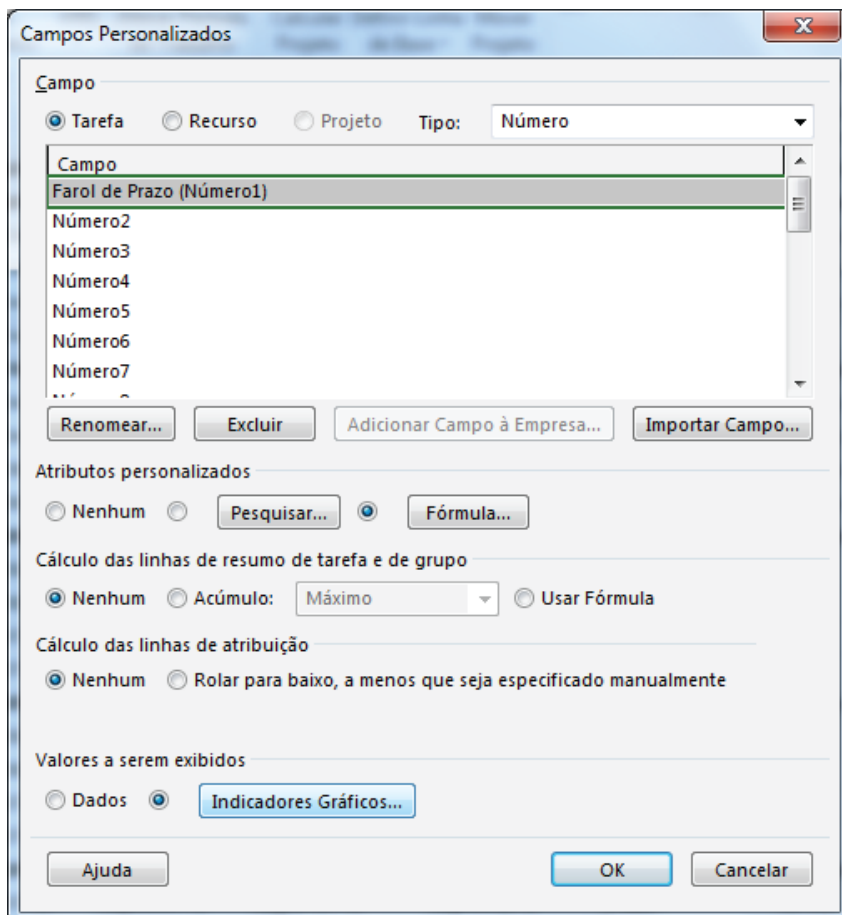 Campos Personalizados
Campo
Tarefa Recurso Projeto Tipo: Número
Campo
Farol de Prazo (Número1)
Número2
Número3
Número4
Número5
Número6
Número7
Renomear... Excluir Adicionar Campo à Empresa... Importar Campo...
Atributos personalizados
Nenhum Pesquisar... Fórmula...
Cálculo das linhas de resumo de tarefa e de grupo
Nenhum Acúmulo: Máximo Usar Fórmula
Cálculo das linhas de atribuição
Nenhum Rolar para baixo, a menos que seja especificado manualmente
Valores a serem exibidos
Dados Indicadores Gráficos...
Ajuda OK Cancelar